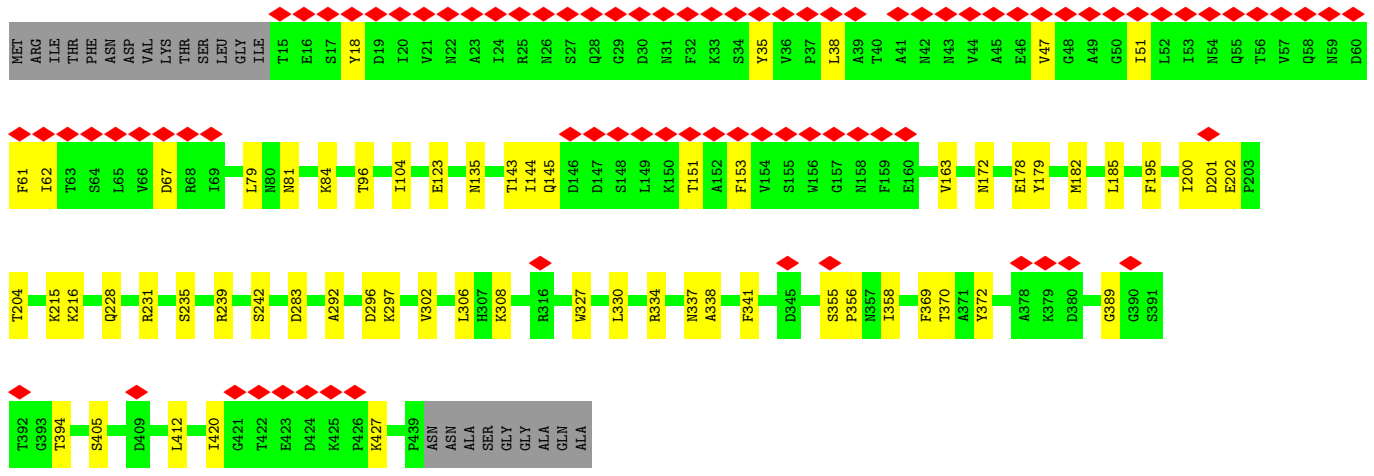 MET ARG ILE THR PHE ASN ASP VAL LYS THR SER LEU GLY ILE T15 E16 S17 Y18 D19 I20 V21 N22 A23 I24 R25 N26 S27 Q28 G29 D30 N31 F32 K33 S34 Y35 V36 P37 L38 A39 T40 A41 N42 N43 V44 A45 E46 V47 G48 A49 G50 I51 L52 I53 N54 Q55 T56 V57 Q58 N59 D60
F61 I62 T63 S64 L65 V66 D67 R68 I69 L79 N80 N81 K84 T96 I104 E123 N135 T143 I144 Q145 D146 D147 S148 L149 K150 T151 A152 F153 V154 S155 W156 G157 N158 F159 E160 V163 N172 E178 Y179 M182 L185 F195 I200 D201 E202 P203
T204 K215 K216 Q228 R231 S235 R239 S242 D283 A292 D296 K297 V302 L306 H307 K308 R316 W327 L330 R334 N337 A338 F341 D345 S355 P356 N357 I358 F369 T370 A371 Y372 A378 K379 D380 G389 G390 S391
T392 G393 T394 S405 D409 L412 I420 G421 T422 E423 D424 K425 P426 K427 P439 ASN ASN ALA SER GLY GLY ALA GLN ALA